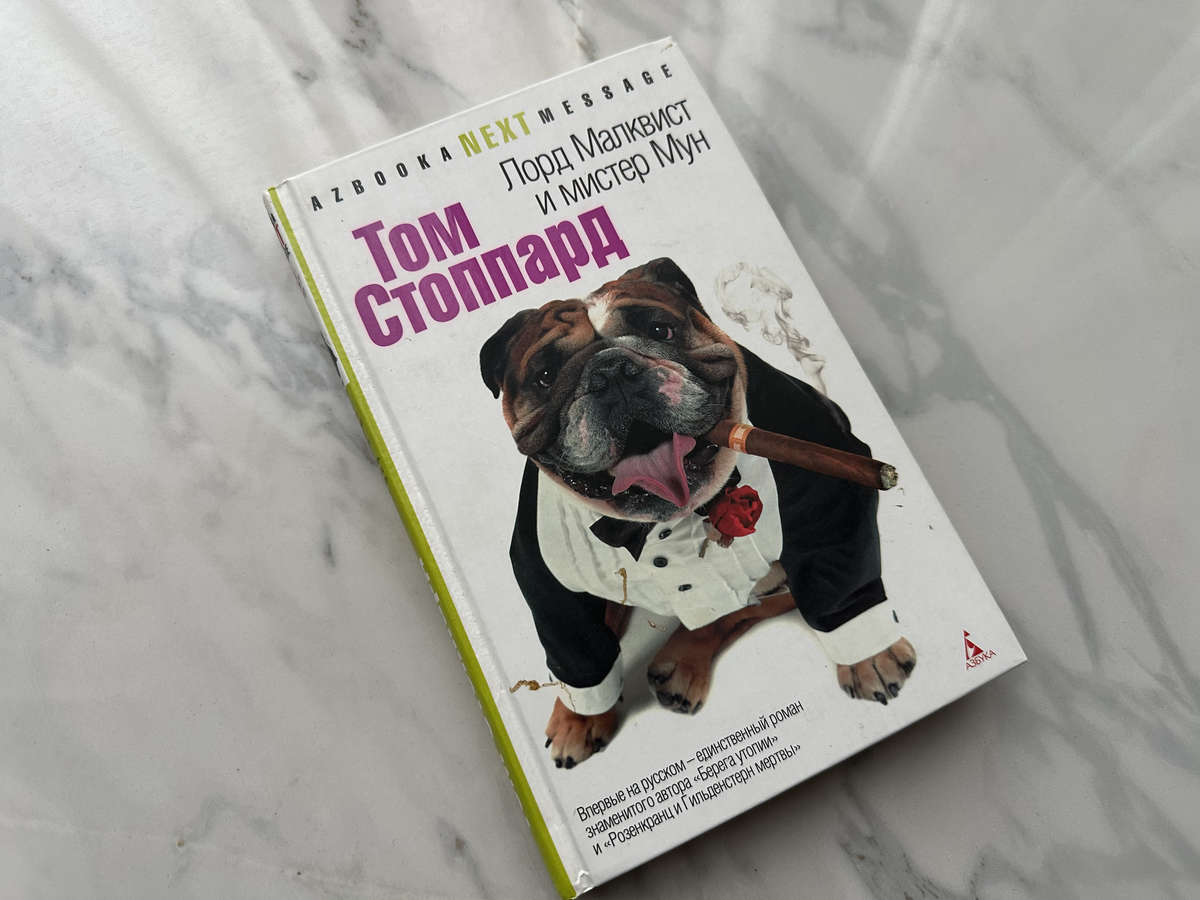 AZBOOKA NEXT MESSAGE
Лорд Малквист
и мистер Мун
Том
Стоппард
АЗБУКА
Впервые на русском – единственный роман
знаменитого автора «Берега утопии»
и «Розенкранц и Гильденстерн мертвы»